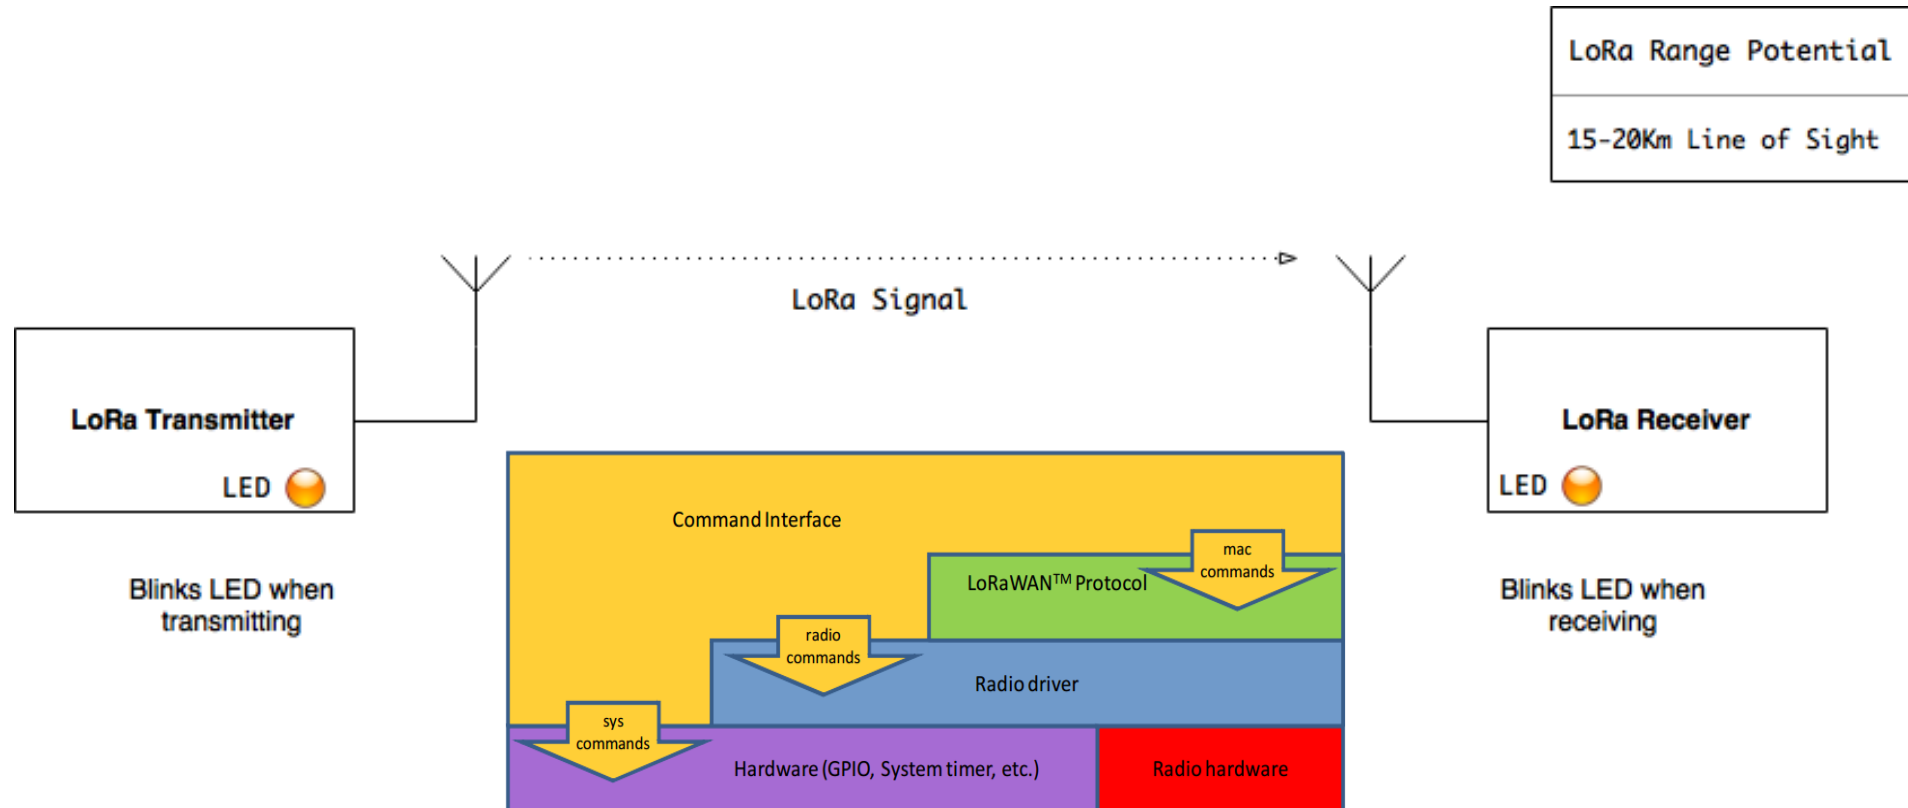 LoRa Range Potential
15-20Km Line of Sight
LoRa Signal
LoRa Transmitter
LED
Blinks LED when
transmitting
LoRa Receiver
LED
Blinks LED when
receiving
Command Interface
mac
commands
LoRaWAN™ Protocol
radio
commands
Radio driver
sys
commands
Hardware (GPIO, System timer, etc.)
Radio hardware